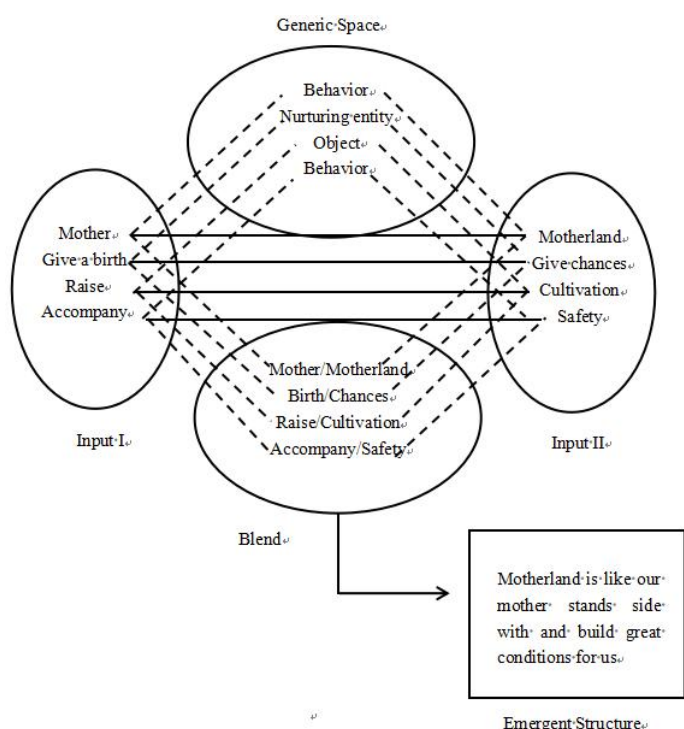 Generic Space
Behavior
Nurturing entity
Object
Behavior
Mother
Give a birth
Raise
Accompany
Motherland
Give chances
Cultivation
Safety
Mother/Motherland
Birth/Chances
Raise/Cultivation
Accompany/Safety
Input I
Input II
Blend
Motherland is like our
mother stands side
with and build great
conditions for us
Emergent Structure